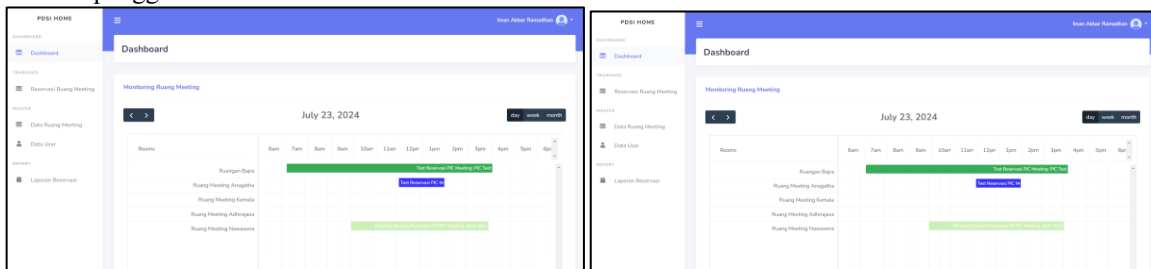 PDSI HOME
Iman Akbar Ramadhan
DASHBOARD
Dashboard
Dashboard
TRANSAKSI
Reservasi Ruang Meeting
Monitoring Ruang Meeting
MASTER
Data Ruang Meeting
July 23, 2024
day week month
Data User
Rooms
6am 7am 8am 9am 10am 11am 12pm 1pm 2pm 3pm 4pm 5pm 6pm
REPORT
Laporan Reservasi
Ruangan Bajra
Test Reservasi PIC Meeting: PIC Test
Ruang Meeting Anagatha
Test Reservasi PIC M
Ruang Meeting Kemala
Ruang Meeting Adhirajasa
Ruang Meeting Nawasena
PDSI HOME
Iman Akbar Ramadhan
DASHBOARD
Dashboard
Dashboard
TRANSAKSI
Reservasi Ruang Meeting
Monitoring Ruang Meeting
MASTER
Data Ruang Meeting
July 23, 2024
day week month
Data User
Rooms
6am 7am 8am 9am 10am 11am 12pm 1pm 2pm 3pm 4pm 5pm 6pm
REPORT
Laporan Reservasi
Ruangan Bajra
Test Reservasi PIC Meeting: PIC Test
Ruang Meeting Anagatha
Test Reservasi PIC M
Ruang Meeting Kemala
Ruang Meeting Adhirajasa
Ruang Meeting Nawasena